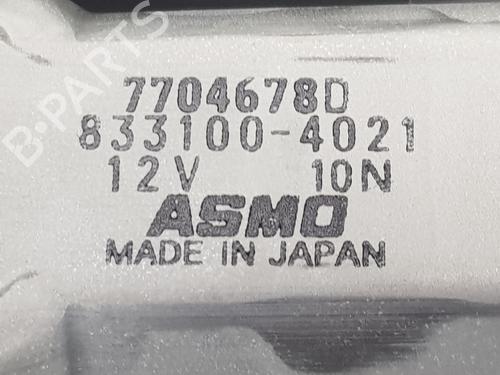 7704678D
833100-4021
12V 10N
ASMO
MADE IN JAPAN
B-PARTS